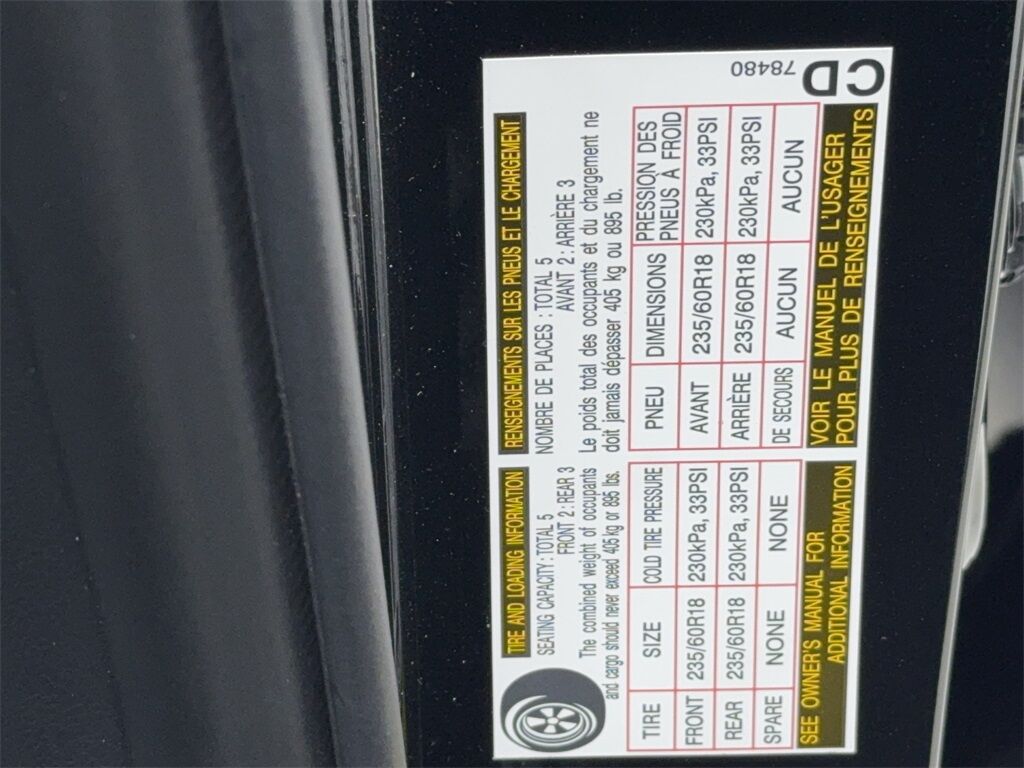 TIRE AND LOADING INFORMATION
SEATING CAPACITY : TOTAL 5
FRONT 2 : REAR 3
The combined weight of occupants
and cargo should never exceed 405 kg or 895 lbs.
TIRE SIZE COLD TIRE PRESSURE
FRONT 235/60R18 230kPa, 33PSI
REAR 235/60R18 230kPa, 33PSI
SPARE NONE NONE
SEE OWNER'S MANUAL FOR
ADDITIONAL INFORMATION
RENSEIGNEMENTS SUR LES PNEUS ET LE CHARGEMENT
NOMBRE DE PLACES : TOTAL 5
AVANT 2 : ARRIÈRE 3
Le poids total des occupants et du chargement ne
doit jamais dépasser 405 kg ou 895 lb.
PNEU DIMENSIONS PRESSION DES
PNEUS À FROID
AVANT 235/60R18 230kPa, 33PSI
ARRIÈRE 235/60R18 230kPa, 33PSI
DE SECOURS AUCUN AUCUN
VOIR LE MANUEL DE L'USAGER
POUR PLUS DE RENSEIGNEMENTS
CD
78480